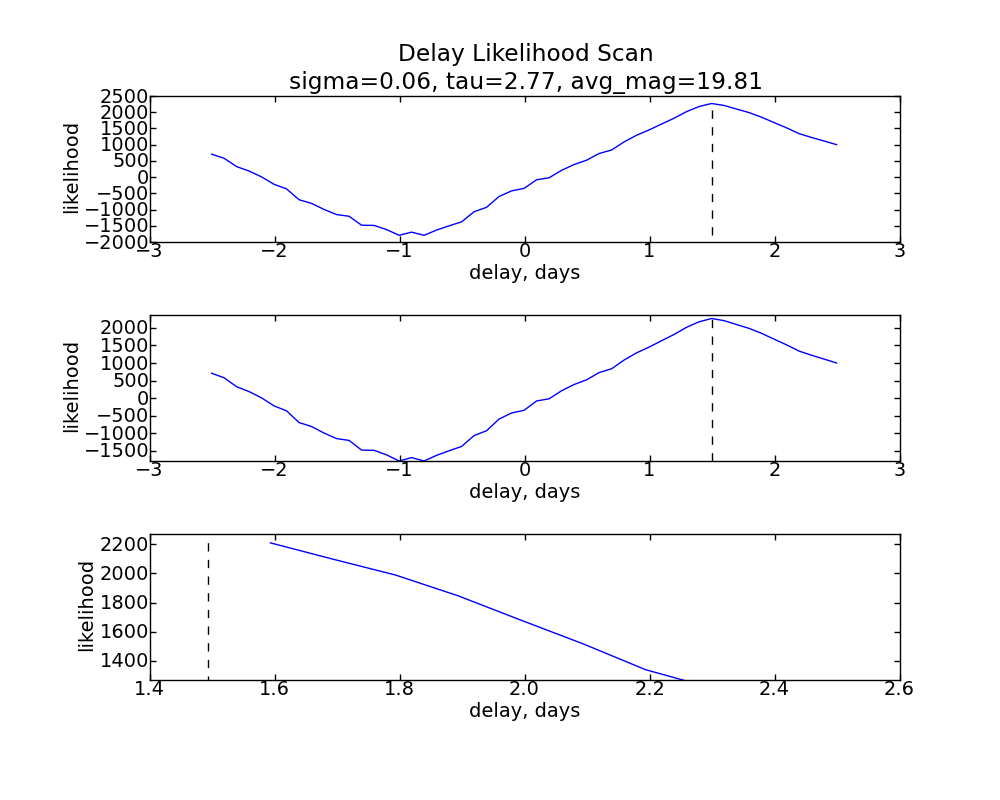 Delay Likelihood Scan
sigma=0.06, tau=2.77, avg_mag=19.81
likelihood
2500
2000
1500
1000
500
0
−500
−1000
−1500
−2000
−3 −2 −1 0 1 2 3
delay, days
likelihood
2000
1500
1000
500
0
−500
−1000
−1500
−3 −2 −1 0 1 2 3
delay, days
likelihood
2200
2000
1800
1600
1400
1.4 1.6 1.8 2.0 2.2 2.4 2.6
delay, days